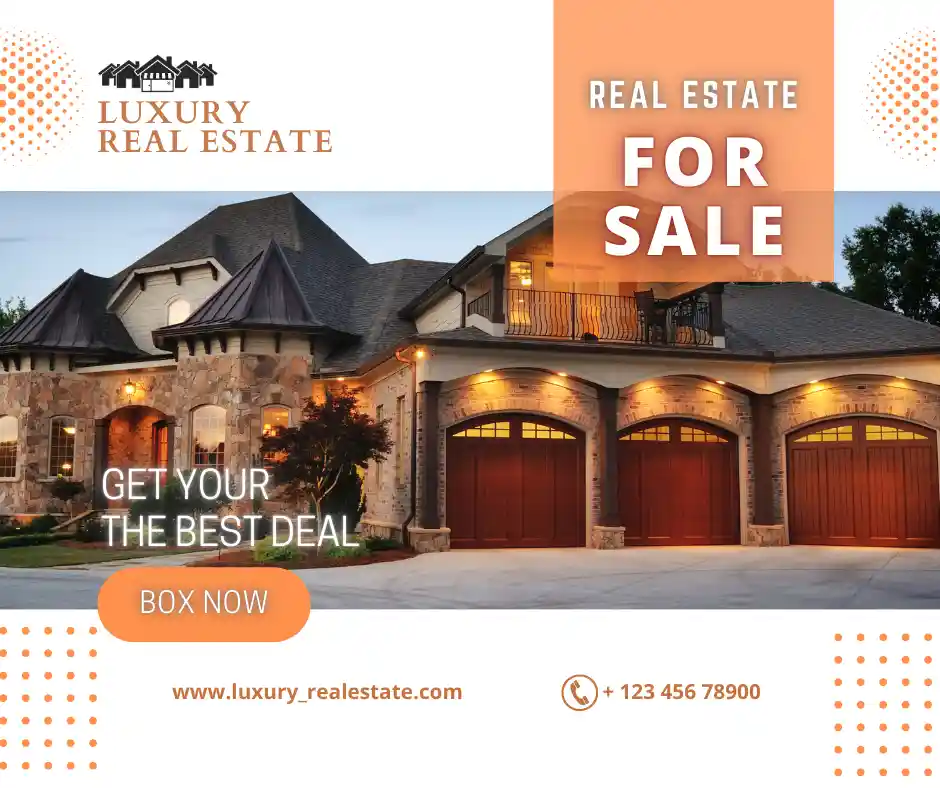 LUXURY
REAL ESTATE
REAL ESTATE
FOR
SALE
GET YOUR
THE BEST DEAL
BOX NOW
www.luxury_realestate.com
+ 123 456 78900